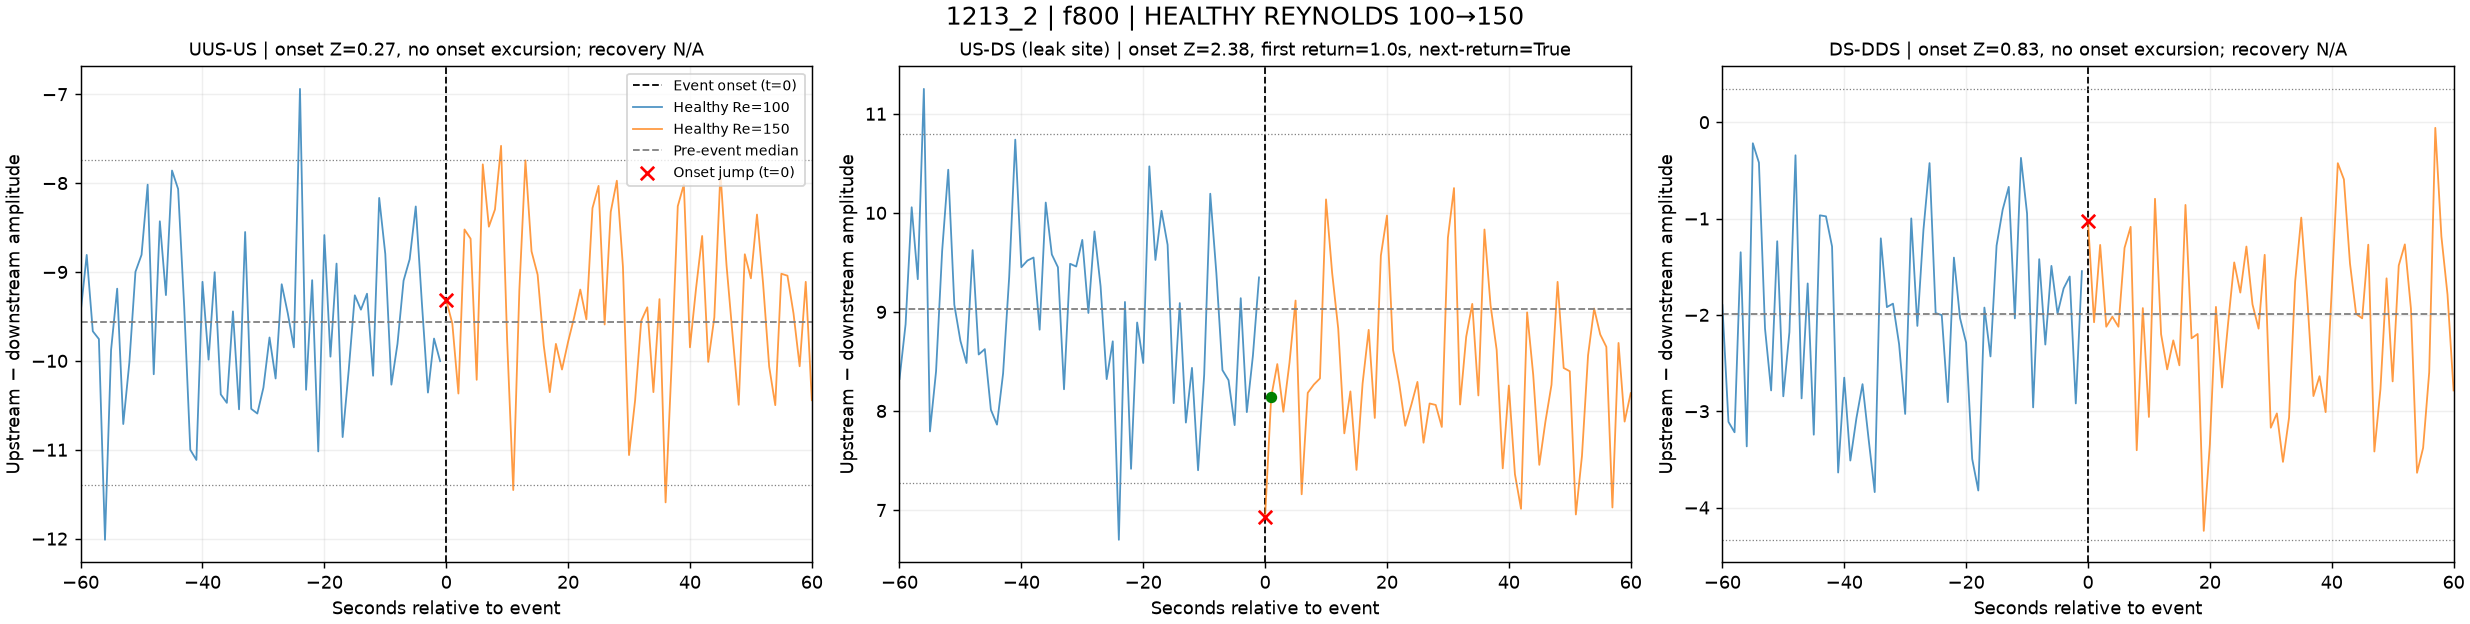 1213_2 | f800 | HEALTHY REYNOLDS 100→150
UUS-US | onset Z=0.27, no onset excursion; recovery N/A
Upstream − downstream amplitude
−7
−8
−9
−10
−11
−12
Event onset (t=0)
Healthy Re=100
Healthy Re=150
Pre-event median
Onset jump (t=0)
−60
−40
−20
0
20
40
60
Seconds relative to event
US-DS (leak site) | onset Z=2.38, first return=1.0s, next-return=True
Upstream − downstream amplitude
11
10
9
8
7
−60
−40
−20
0
20
40
60
Seconds relative to event
DS-DDS | onset Z=0.83, no onset excursion; recovery N/A
Upstream − downstream amplitude
0
−1
−2
−3
−4
−60
−40
−20
0
20
40
60
Seconds relative to event